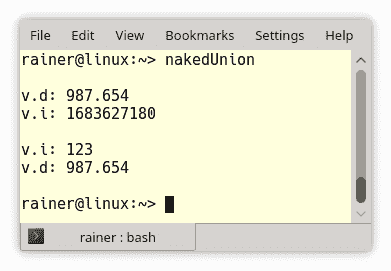 File Edit View Bookmarks Settings Help
rainer@linux:~> nakedUnion
v.d: 987.654
v.i: 1683627180
v.i: 123
v.d: 987.654
rainer@linux:~>
rainer : bash